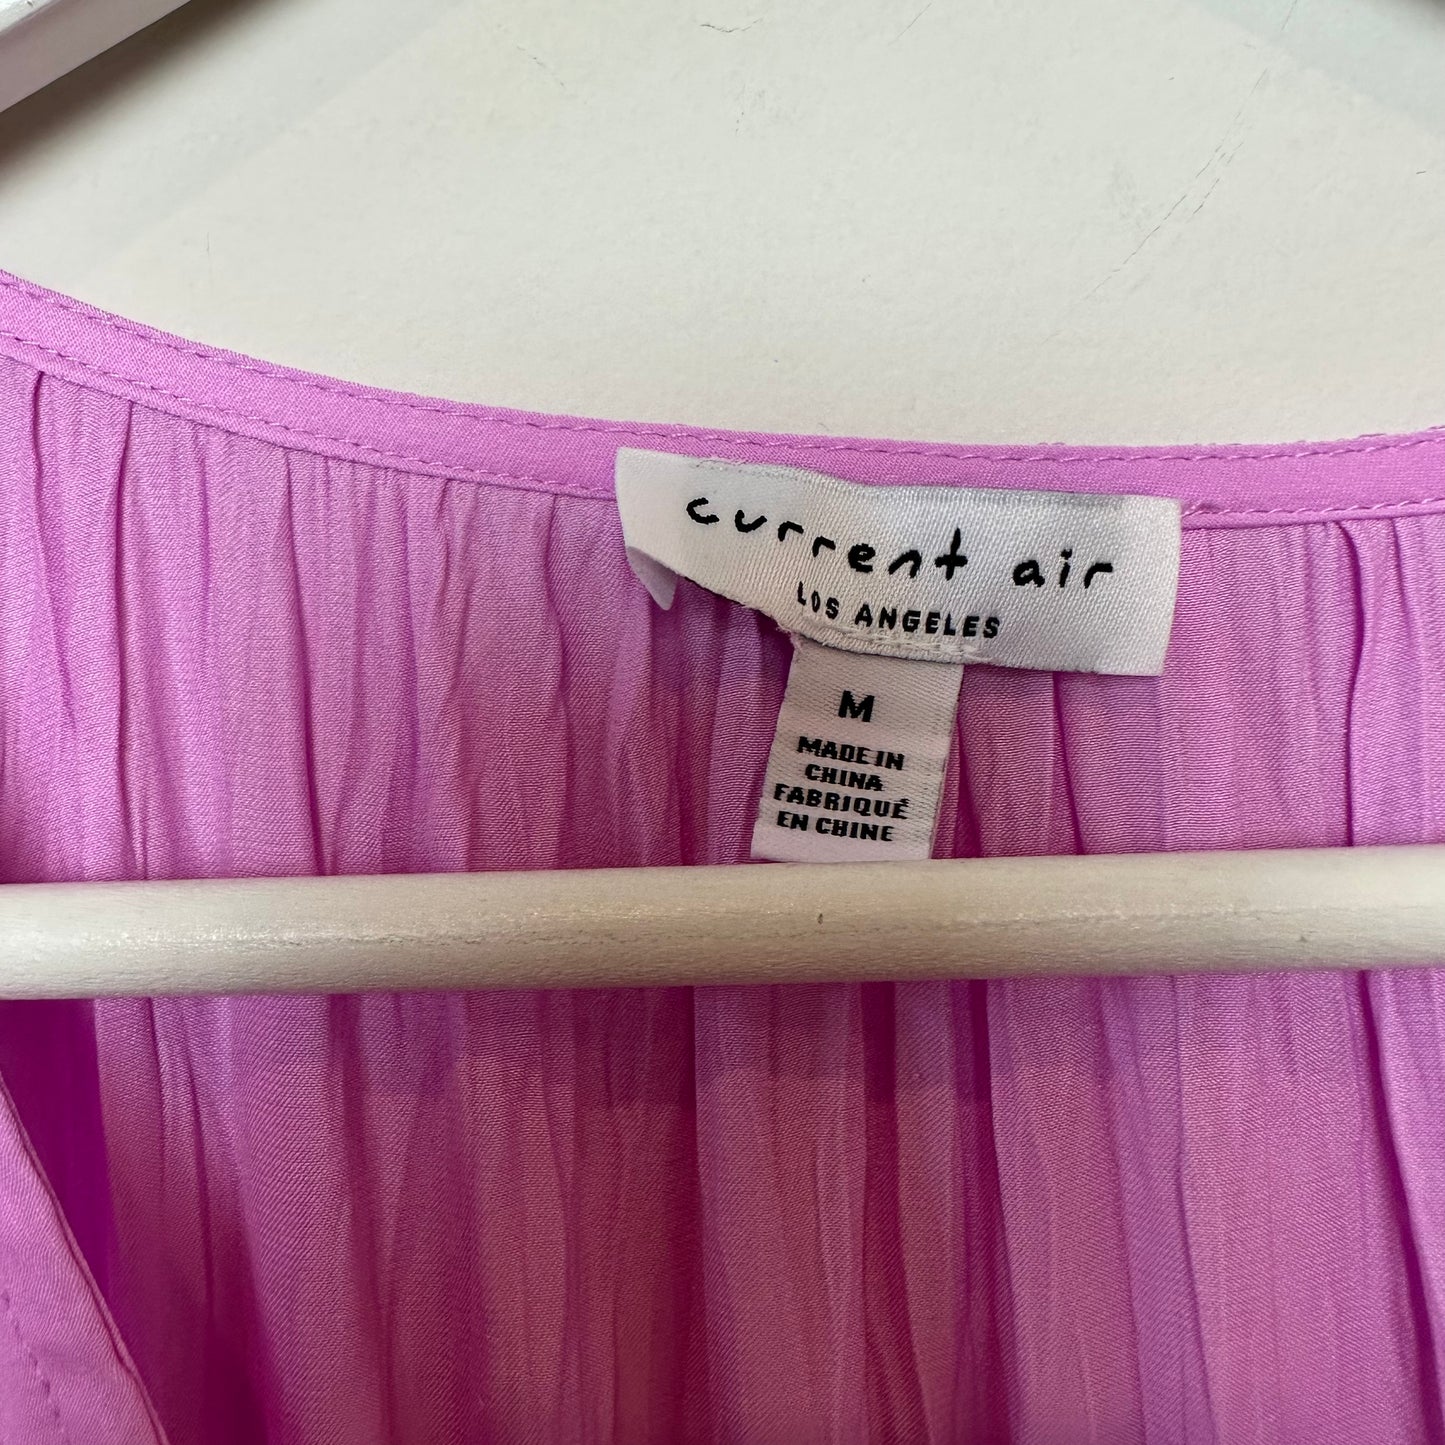 current air
LOS ANGELES
M
MADE IN
CHINA
FABRIQUÉ
EN CHINE